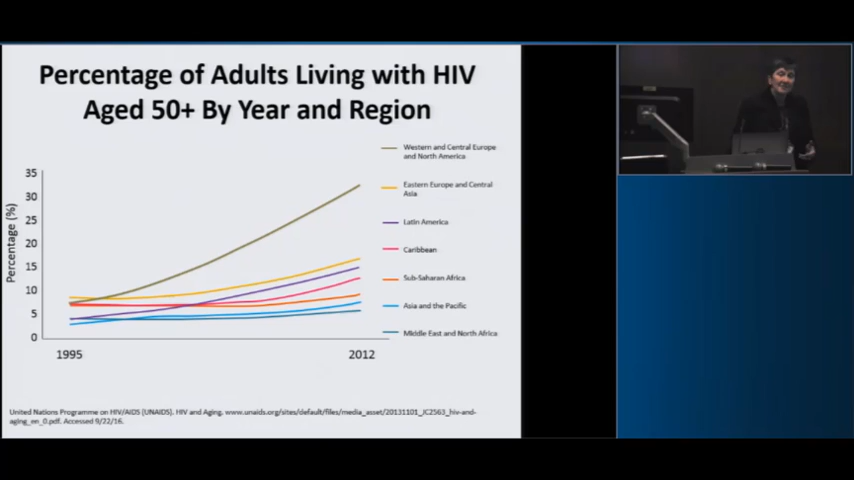 Percentage of Adults Living with HIV
Aged 50+ By Year and Region
Western and Central Europe
and North America
Eastern Europe and Central
Asia
Latin America
Caribbean
Sub-Saharan Africa
Asia and the Pacific
Middle East and North Africa
Percentage (%)
35
30
25
20
15
10
5
0
1995
2012
United Nations Programme on HIV/AIDS (UNAIDS). HIV and Aging. www.unaids.org/sites/default/files/media_asset/20131101_JC2563_hiv-and-
aging_en_0.pdf. Accessed 9/22/16.